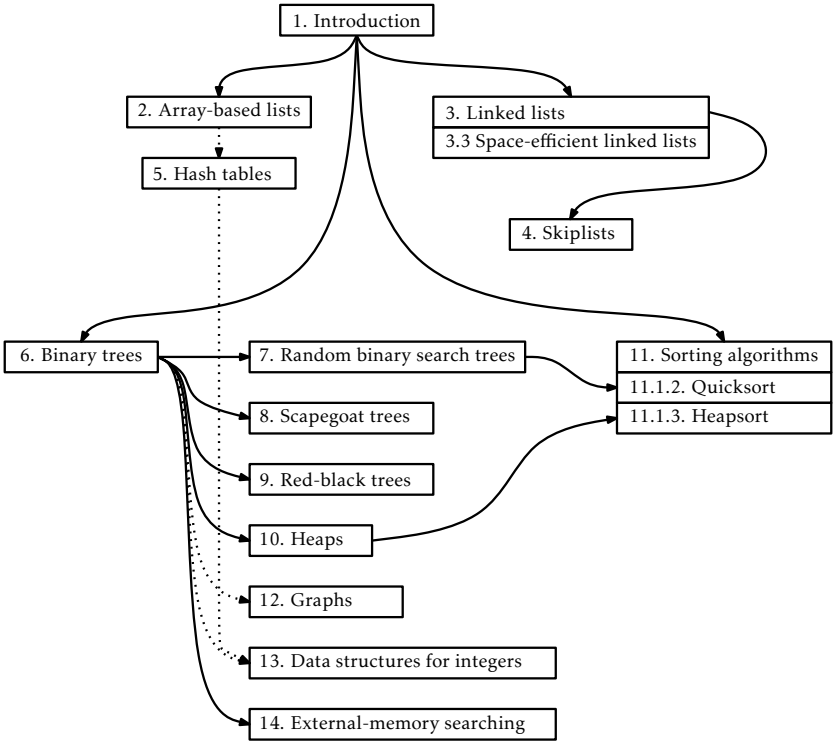 1. Introduction
2. Array-based lists
3. Linked lists
3.3 Space-efficient linked lists
5. Hash tables
4. Skiplists
6. Binary trees
7. Random binary search trees
11. Sorting algorithms
11.1.2. Quicksort
8. Scapegoat trees
11.1.3. Heapsort
9. Red-black trees
10. Heaps
12. Graphs
13. Data structures for integers
14. External-memory searching